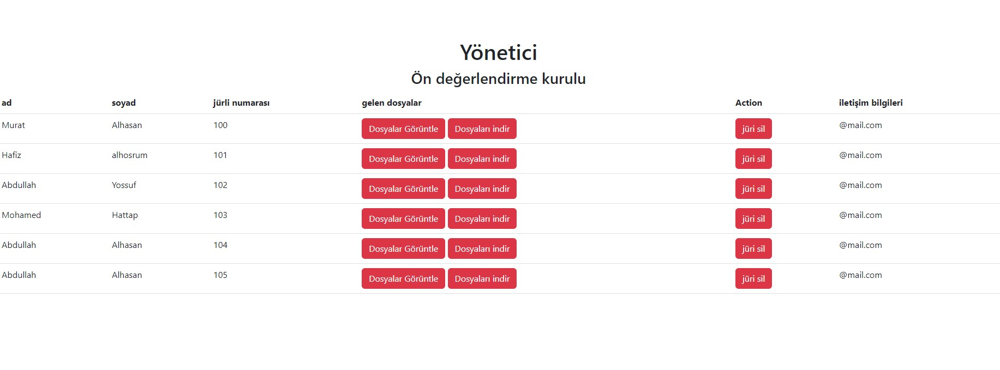 Yönetici
Ön değerlendirme kurulu
ad soyad jürli numarası gelen dosyalar Action iletişim bilgileri
Murat Alhasan 100 Dosyalar Görüntle Dosyaları indir jüri sil @mail.com
Hafiz alhosrum 101 Dosyalar Görüntle Dosyaları indir jüri sil @mail.com
Abdullah Yossuf 102 Dosyalar Görüntle Dosyaları indir jüri sil @mail.com
Mohamed Hattap 103 Dosyalar Görüntle Dosyaları indir jüri sil @mail.com
Abdullah Alhasan 104 Dosyalar Görüntle Dosyaları indir jüri sil @mail.com
Abdullah Alhasan 105 Dosyalar Görüntle Dosyaları indir jüri sil @mail.com